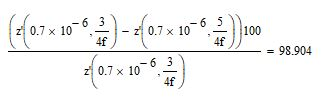 ((z'(0.7 × 10^-6, 3/4f) - z'(0.7 × 10^-6, 5/4f))100) / z'(0.7 × 10^-6, 3/4f) = 98.904